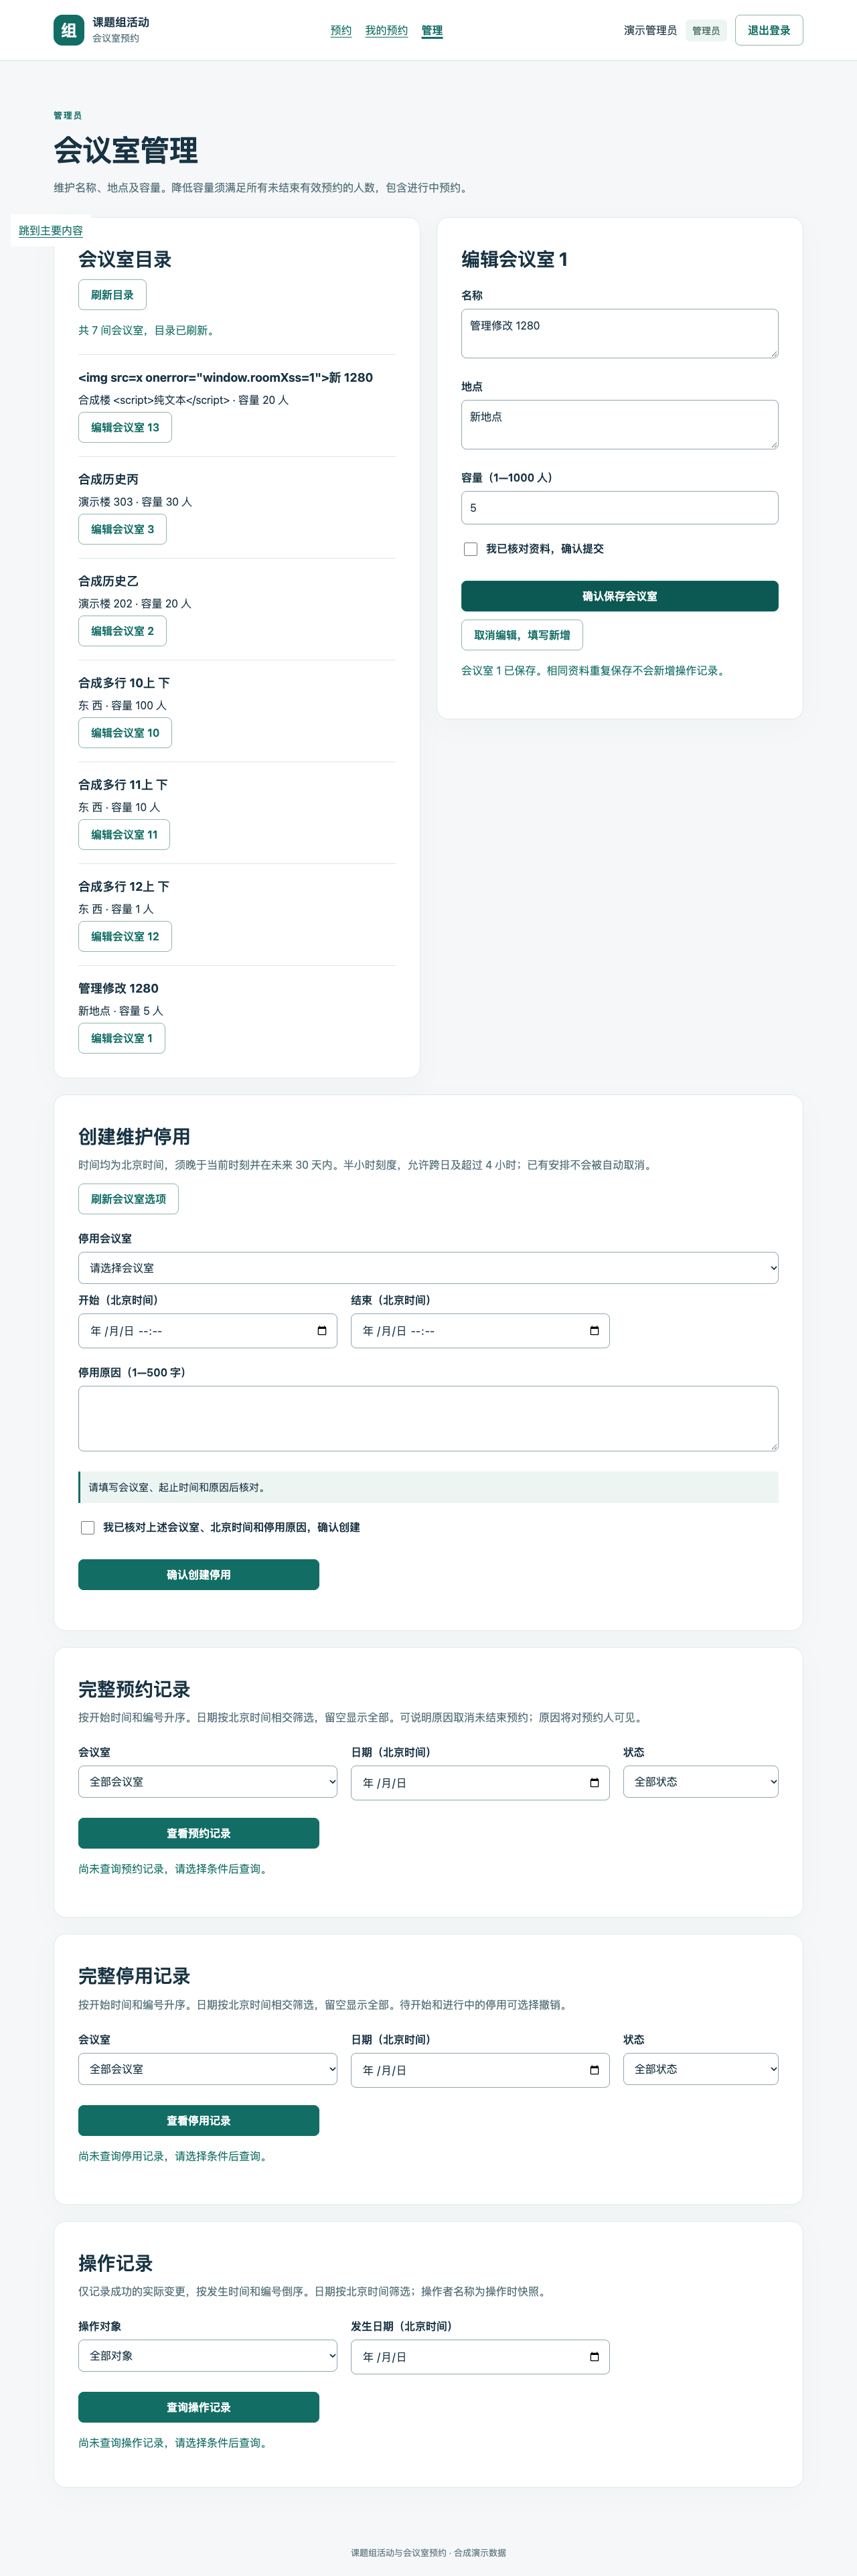 组
课题组活动
会议室预约
预约
我的预约
管理
演示管理员
管理员
退出登录
管理员
会议室管理
维护名称、地点及容量。降低容量须满足所有未结束有效预约的人数，包含进行中预约。
跳到主要内容
会议室目录
刷新目录
共 7 间会议室，目录已刷新。
<img src=x onerror="window.roomXss=1">新 1280
合成楼 <script>纯文本</script> · 容量 20 人
编辑会议室 13
合成历史丙
演示楼 303 · 容量 30 人
编辑会议室 3
合成历史乙
演示楼 202 · 容量 20 人
编辑会议室 2
合成多行 10上 下
东 西 · 容量 100 人
编辑会议室 10
合成多行 11上 下
东 西 · 容量 10 人
编辑会议室 11
合成多行 12上 下
东 西 · 容量 1 人
编辑会议室 12
管理修改 1280
新地点 · 容量 5 人
编辑会议室 1
编辑会议室 1
名称
管理修改 1280
地点
新地点
容量（1—1000 人）
5
我已核对资料，确认提交
确认保存会议室
取消编辑，填写新增
会议室 1 已保存。相同资料重复保存不会新增操作记录。
创建维护停用
时间均为北京时间，须晚于当前时刻并在未来 30 天内。半小时刻度，允许跨日及超过 4 小时；已有安排不会被自动取消。
刷新会议室选项
停用会议室
请选择会议室
开始（北京时间）
结束（北京时间）
年 /月/日 --:--
年 /月/日 --:--
停用原因（1—500 字）
请填写会议室、起止时间和原因后核对。
我已核对上述会议室、北京时间和停用原因，确认创建
确认创建停用
完整预约记录
按开始时间和编号升序。日期按北京时间相交筛选，留空显示全部。可说明原因取消未结束预约；原因将对预约人可见。
会议室
日期（北京时间）
状态
全部会议室
年 /月/日
全部状态
查看预约记录
尚未查询预约记录，请选择条件后查询。
完整停用记录
按开始时间和编号升序。日期按北京时间相交筛选，留空显示全部。待开始和进行中的停用可选择撤销。
会议室
日期（北京时间）
状态
全部会议室
年 /月/日
全部状态
查看停用记录
尚未查询停用记录，请选择条件后查询。
操作记录
仅记录成功的实际变更，按发生时间和编号倒序。日期按北京时间筛选；操作者名称为操作时快照。
操作对象
发生日期（北京时间）
全部对象
年 /月/日
查询操作记录
尚未查询操作记录，请选择条件后查询。
课题组活动与会议室预约 · 合成演示数据